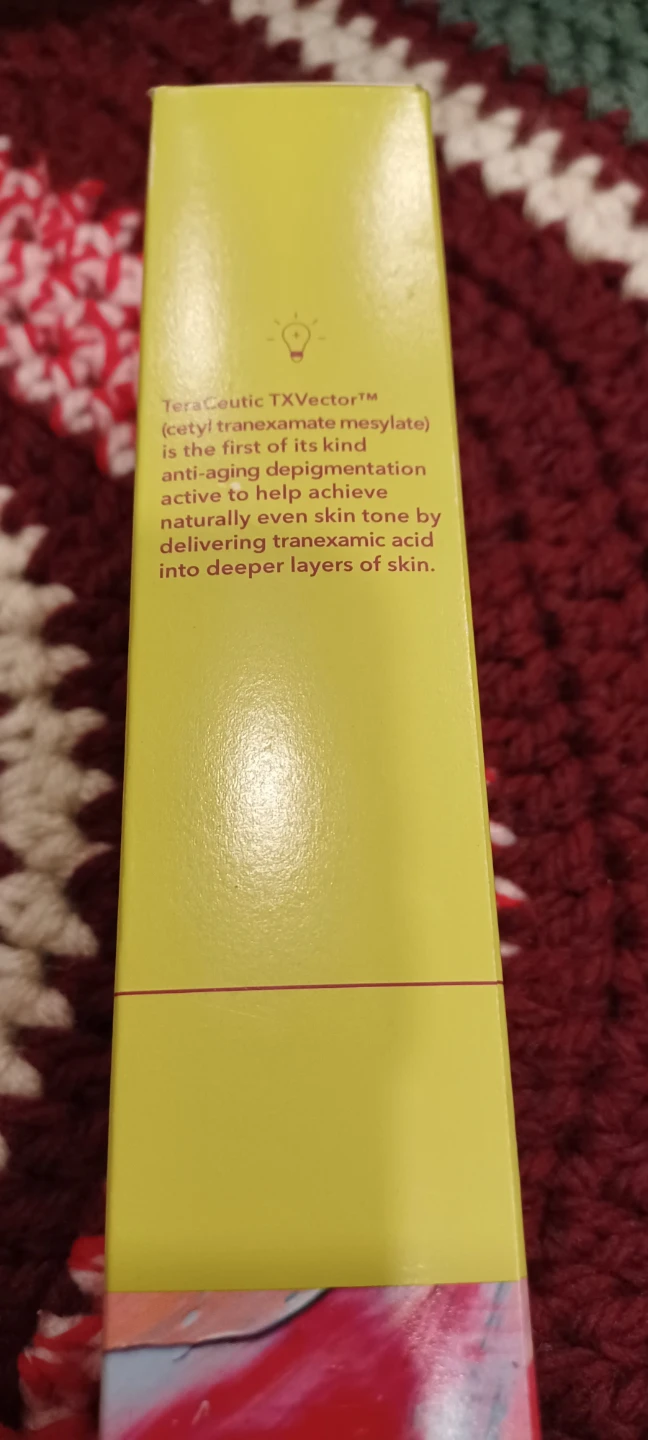 TeraCeutic TXVector™
(cetyl tranexamate mesylate)
is the first of its kind
anti-aging depigmentation
active to help achieve
naturally even skin tone by
delivering tranexamic acid
into deeper layers of skin.